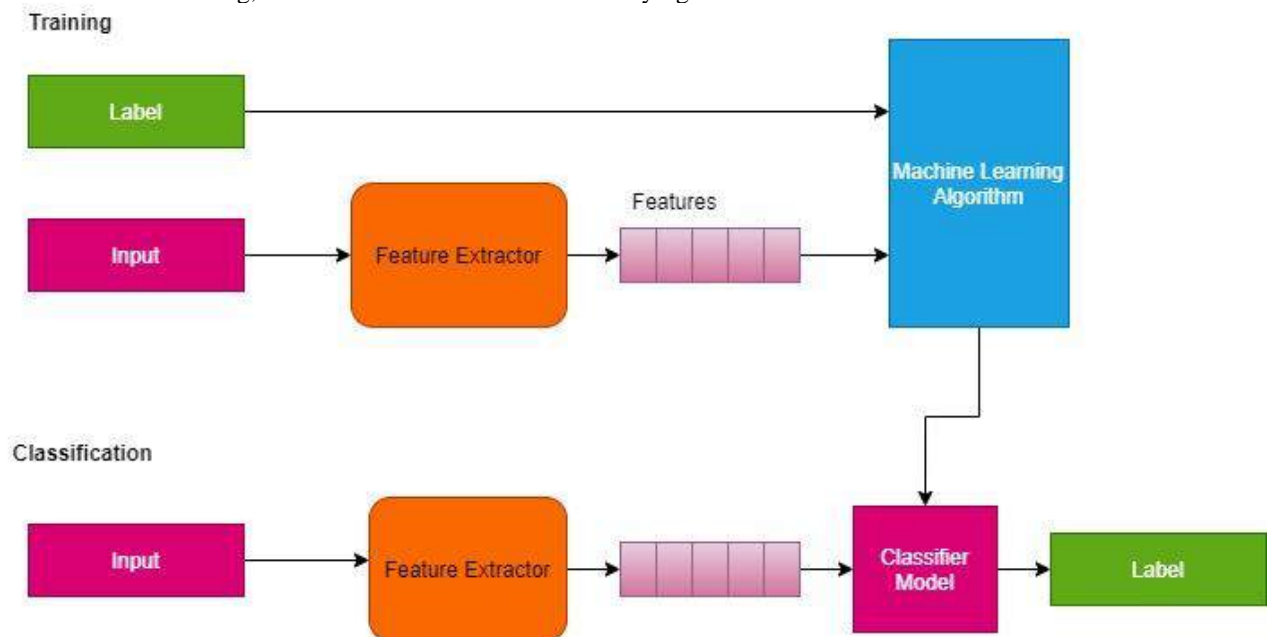 Training
Label
Machine Learning
Algorithm
Features
Input
Feature Extractor
Classification
Input
Feature Extractor
Classifier
Model
Label